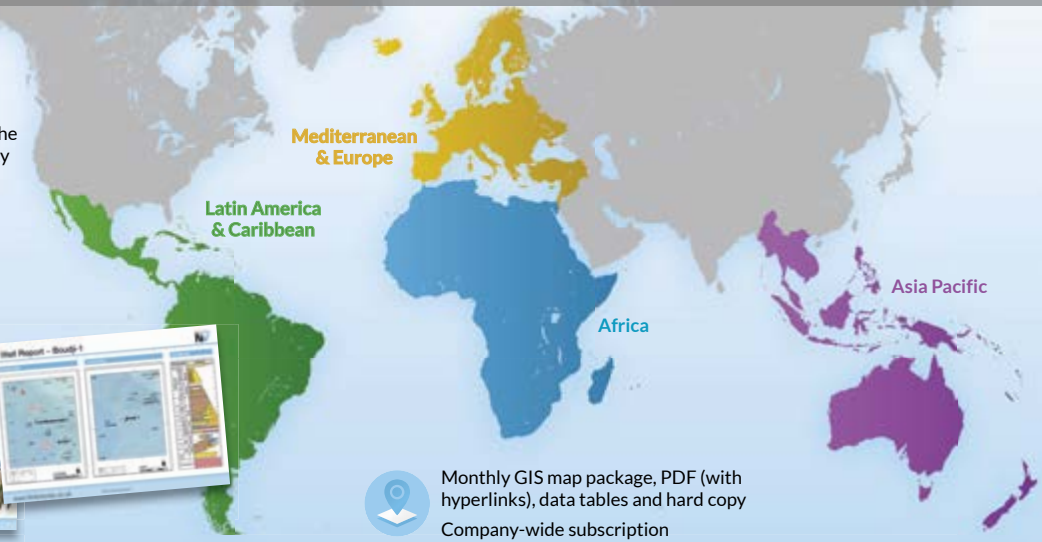 he
y
Mediterranean
& Europe
Latin America
& Caribbean
Asia Pacific
Africa
Well Report – Boudji-1
Monthly GIS map package, PDF (with
hyperlinks), data tables and hard copy
Company-wide subscription